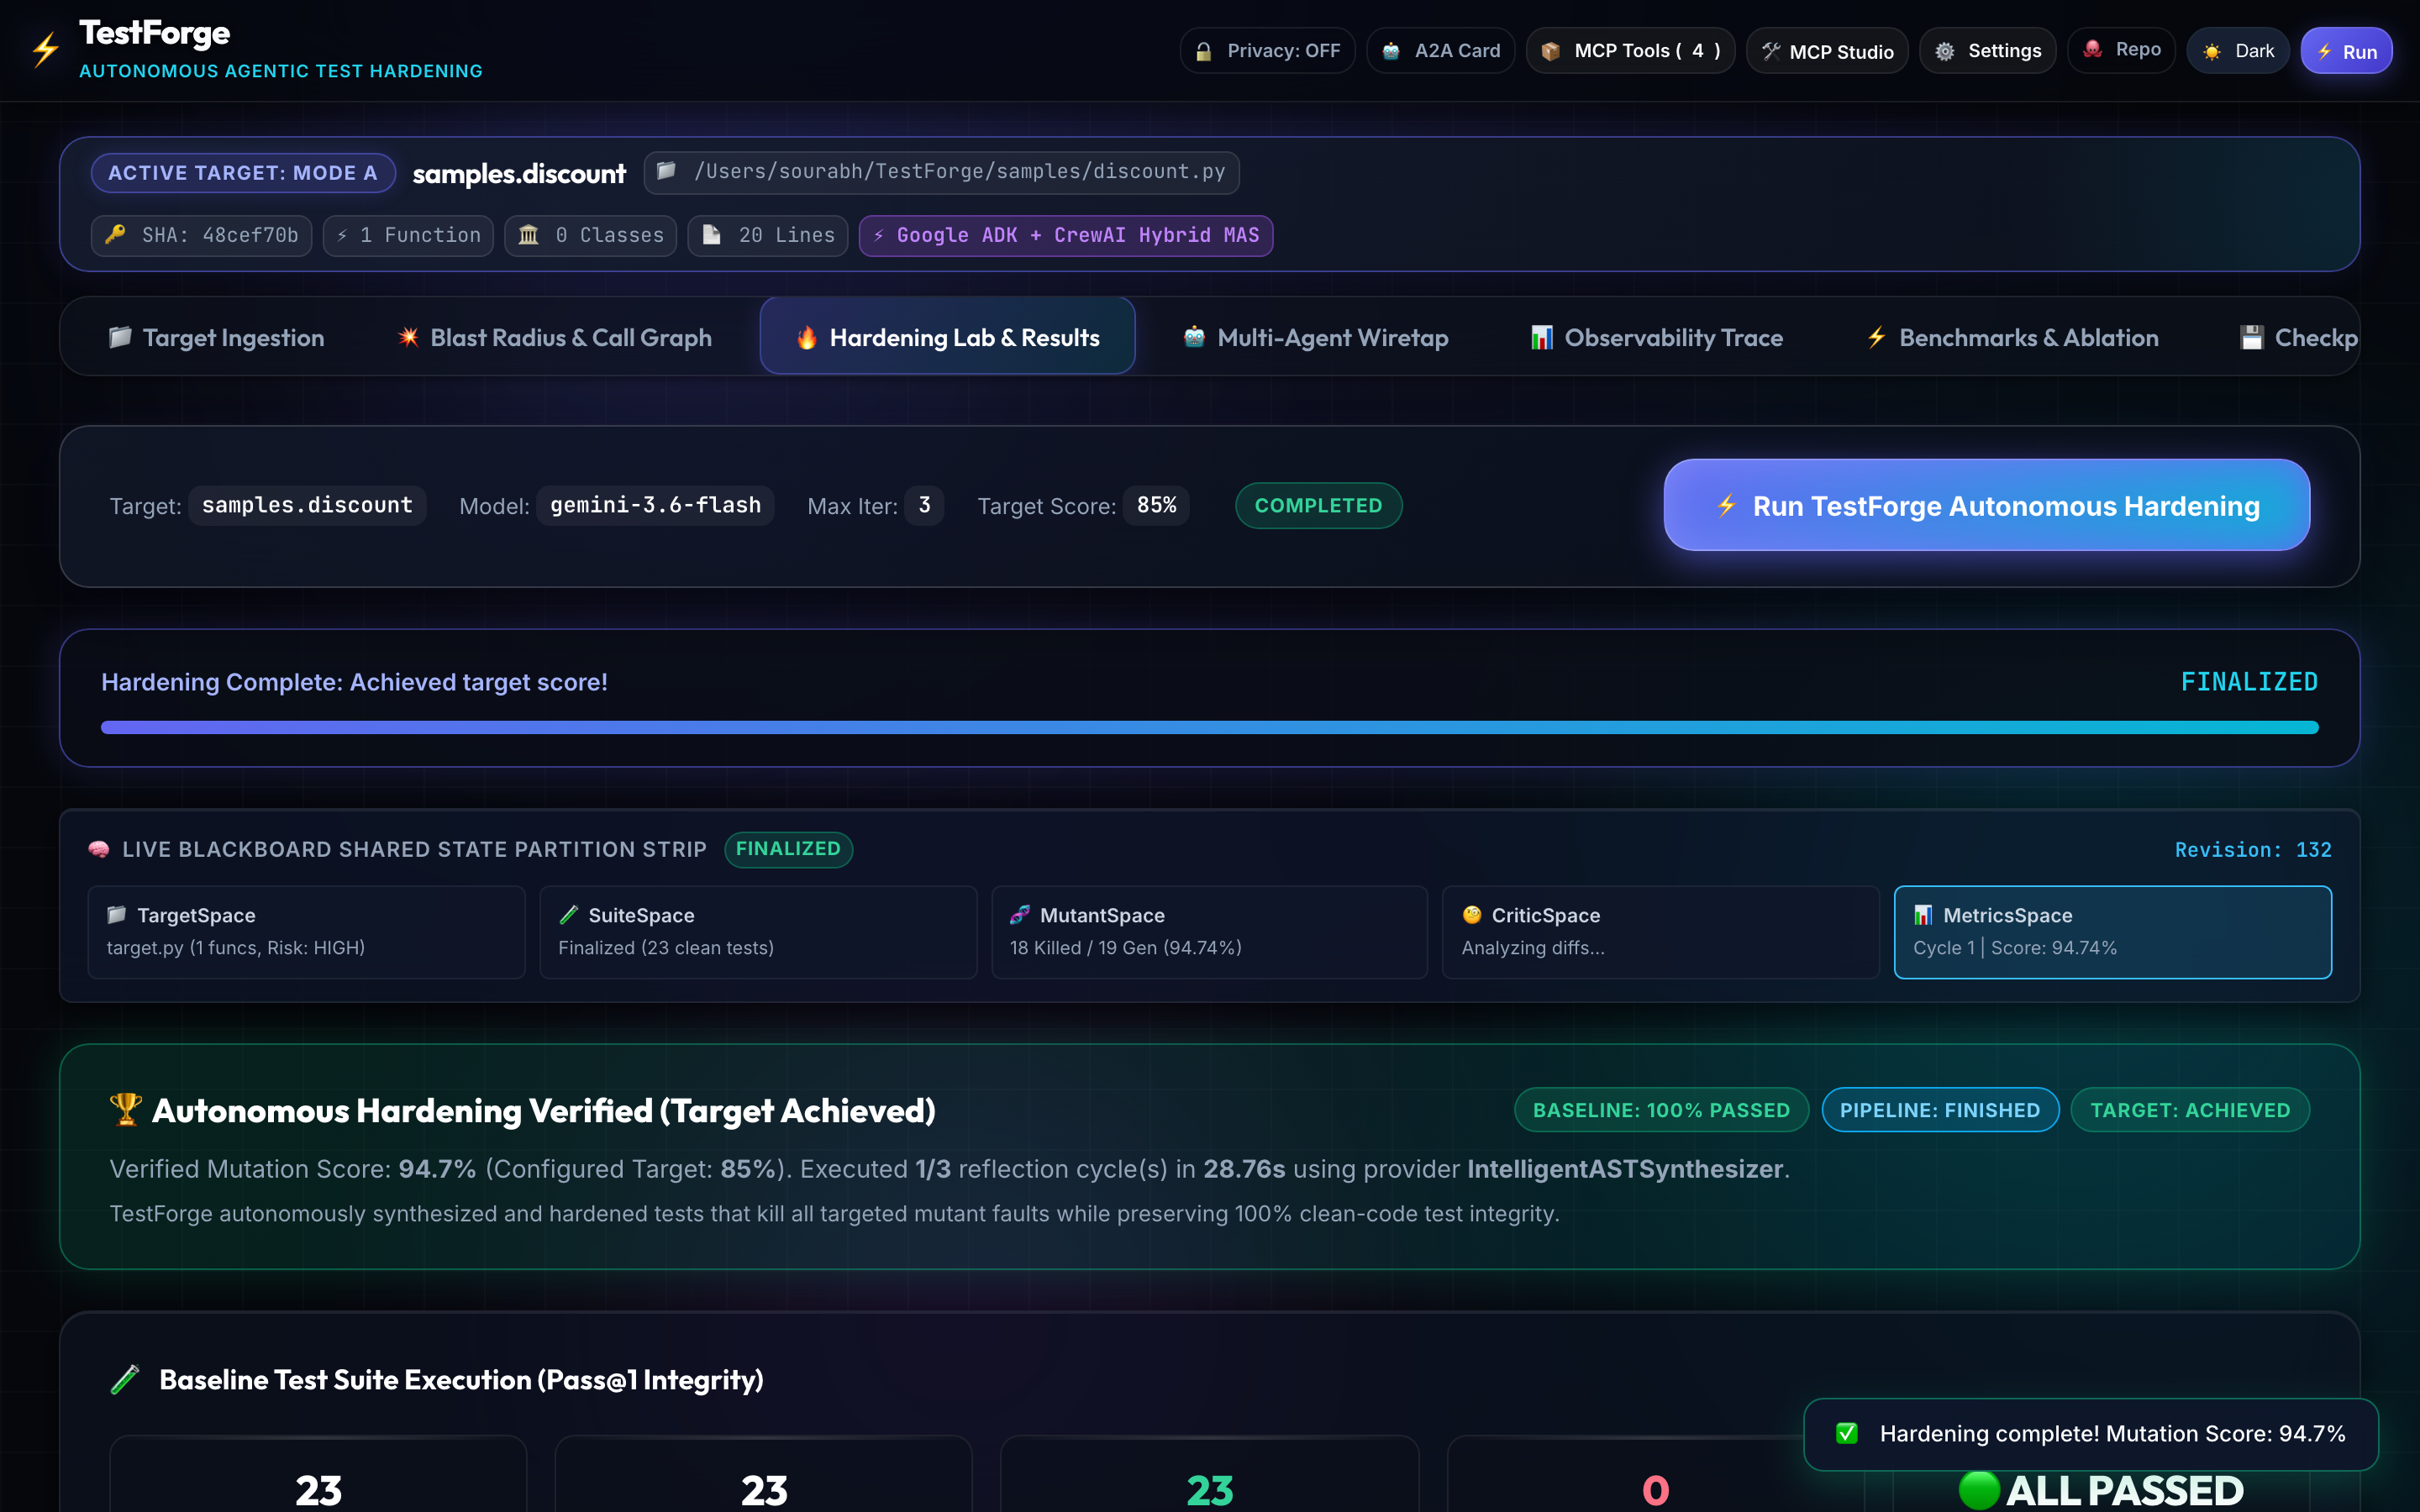 TestForge
AUTONOMOUS AGENTIC TEST HARDENING
Privacy: OFF
A2A Card
MCP Tools ( 4 )
MCP Studio
Settings
Repo
Dark
Run
ACTIVE TARGET: MODE A
samples.discount
/Users/sourabh/TestForge/samples/discount.py
SHA: 48cef70b
⚡ 1 Function
0 Classes
20 Lines
⚡ Google ADK + CrewAI Hybrid MAS
Target Ingestion
Blast Radius & Call Graph
Hardening Lab & Results
Multi-Agent Wiretap
Observability Trace
Benchmarks & Ablation
Checkp
Target: samples.discount
Model: gemini-3.6-flash
Max Iter: 3
Target Score: 85%
COMPLETED
Run TestForge Autonomous Hardening
Hardening Complete: Achieved target score!
FINALIZED
LIVE BLACKBOARD SHARED STATE PARTITION STRIP
FINALIZED
Revision: 132
TargetSpace
target.py (1 funcs, Risk: HIGH)
SuiteSpace
Finalized (23 clean tests)
MutantSpace
18 Killed / 19 Gen (94.74%)
CriticSpace
Analyzing diffs...
MetricsSpace
Cycle 1 | Score: 94.74%
Autonomous Hardening Verified (Target Achieved)
BASELINE: 100% PASSED
PIPELINE: FINISHED
TARGET: ACHIEVED
Verified Mutation Score: 94.7% (Configured Target: 85%). Executed 1/3 reflection cycle(s) in 28.76s using provider IntelligentASTSynthesizer.
TestForge autonomously synthesized and hardened tests that kill all targeted mutant faults while preserving 100% clean-code test integrity.
Baseline Test Suite Execution (Pass@1 Integrity)
Hardening complete! Mutation Score: 94.7%
23
23
23
0
ALL PASSED